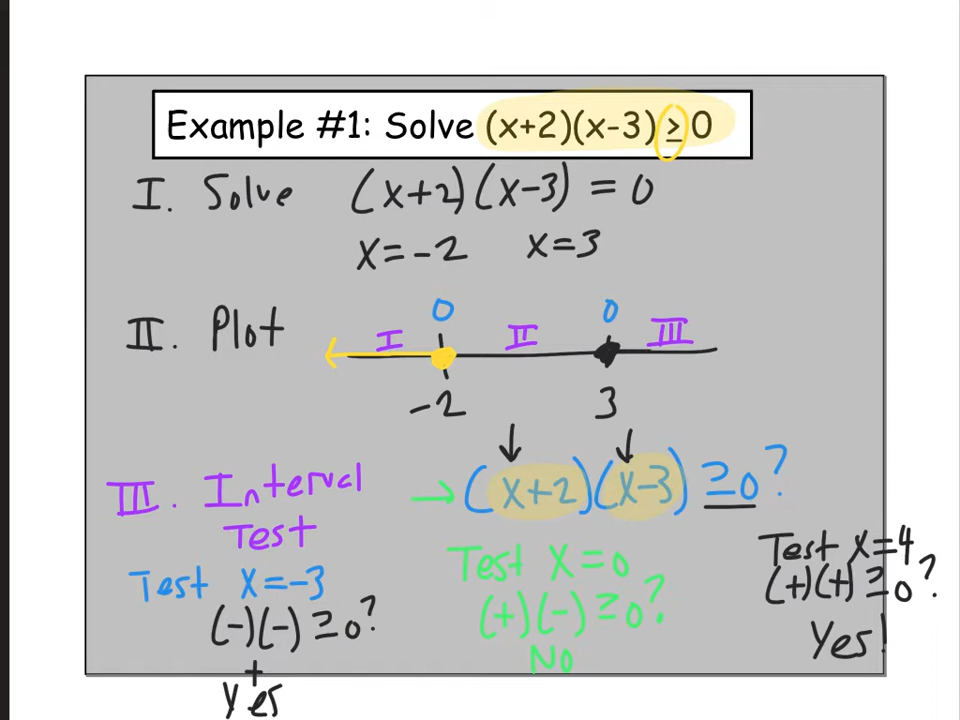 Example #1: Solve (x+2)(x-3) ≥ 0
I. Solve (x+2)(x-3) = 0
x = -2 x = 3
II. Plot
0 0
I II III
-2 3
III. Interval Test
→ (x+2)(x-3) ≥ 0?
Test x = -3
(-)(-) ≥ 0?
+
Yes
Test x = 0
(+)(-) ≥ 0?
No
Test x = 4
(+)(+) ≥ 0?
Yes!